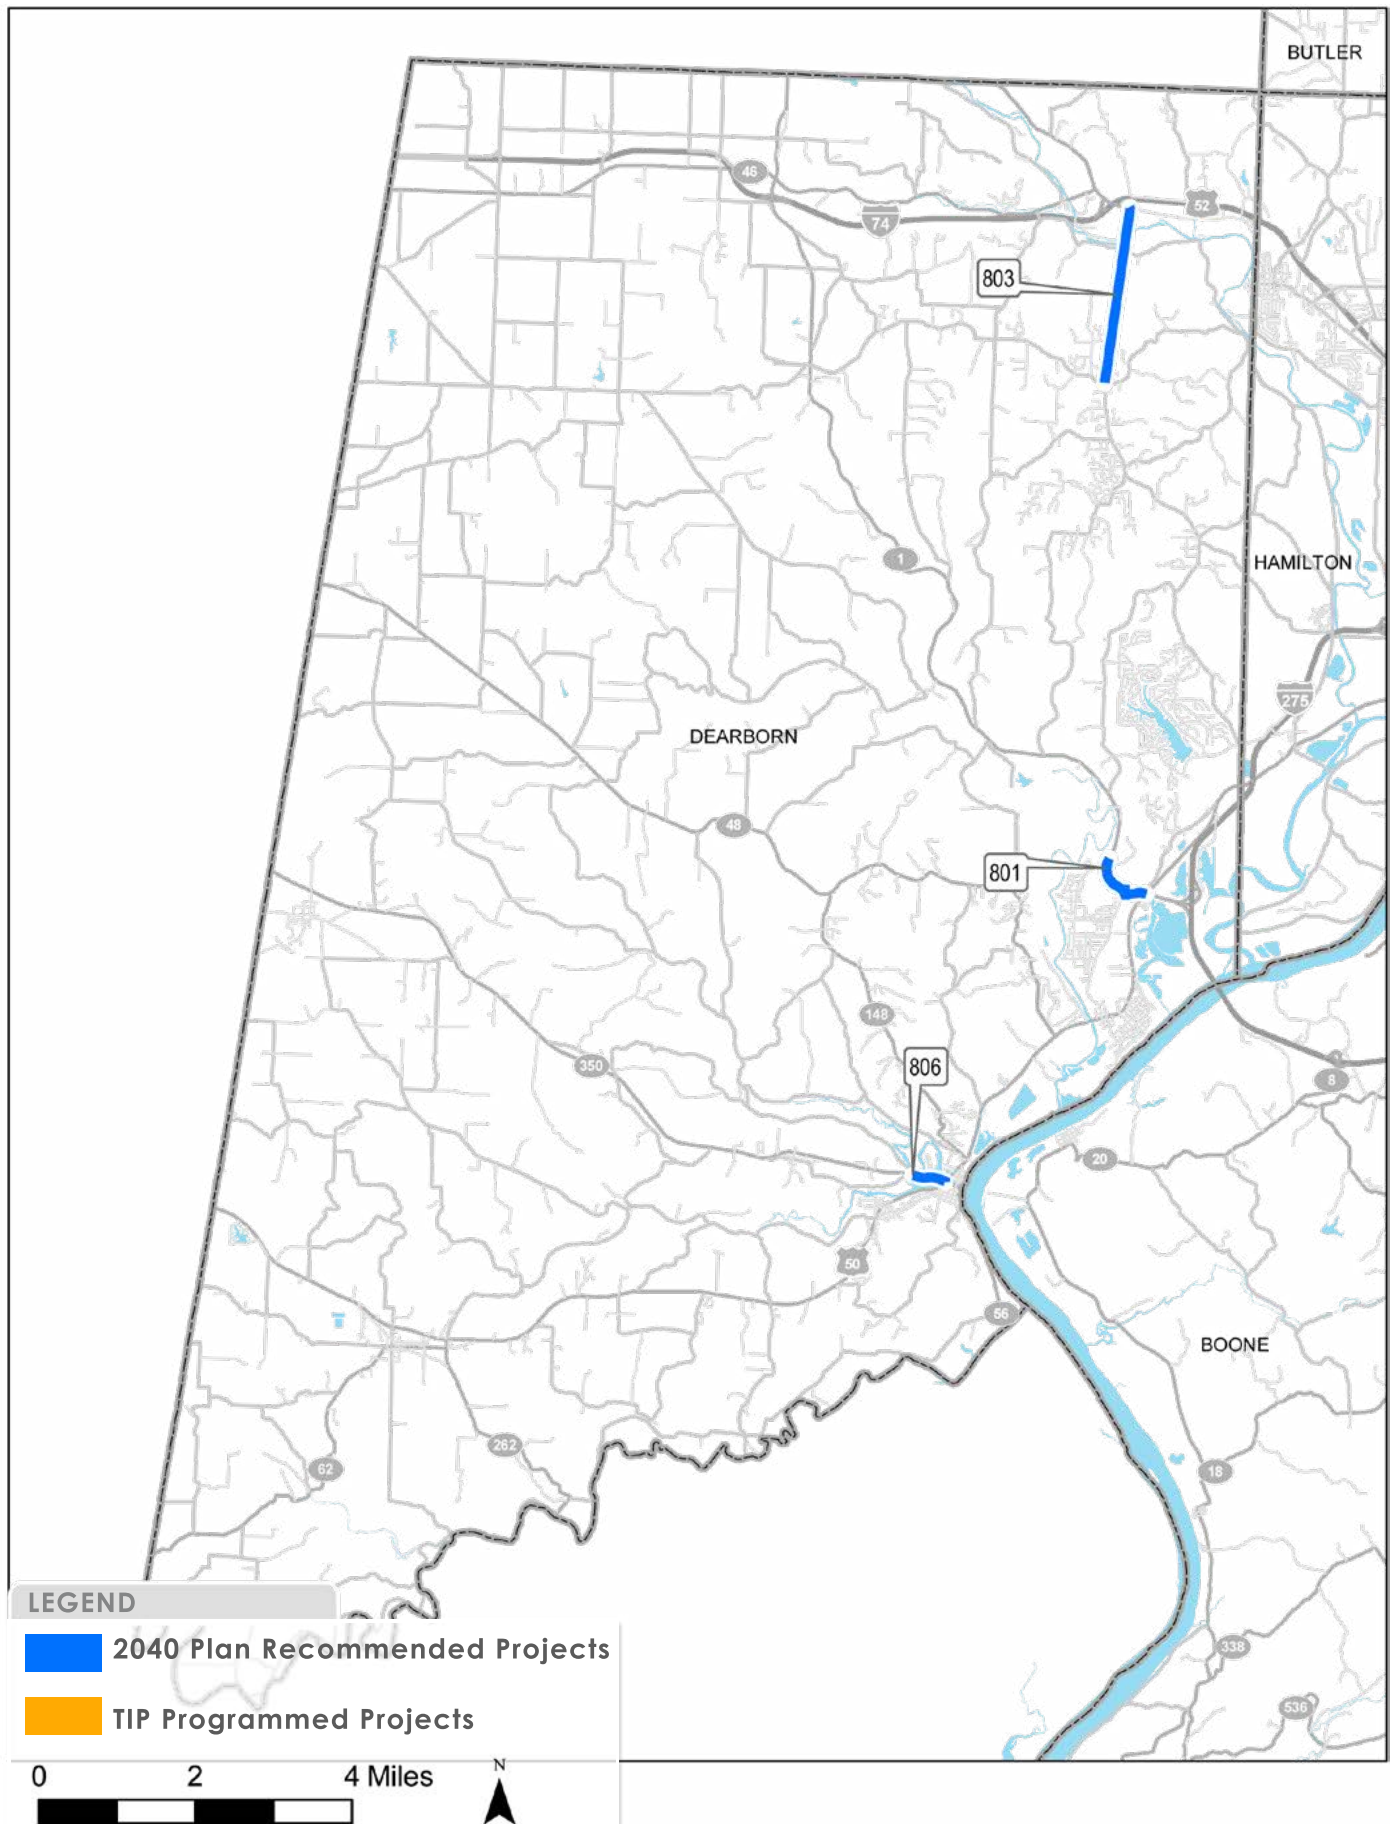 BUTLER
46
52
74
803
1
HAMILTON
275
DEARBORN
48
801
148
806
350
8
20
50
56
BOONE
262
18
62
LEGEND
2040 Plan Recommended Projects
338
536
TIP Programmed Projects
0 2 4 Miles
N